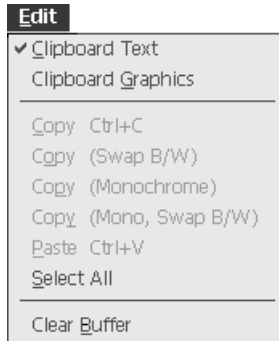 Edit
✓ Clipboard Text
Clipboard Graphics
Copy Ctrl+C
Copy (Swap B/W)
Copy (Monochrome)
Copy (Mono, Swap B/W)
Paste Ctrl+V
Select All
Clear Buffer